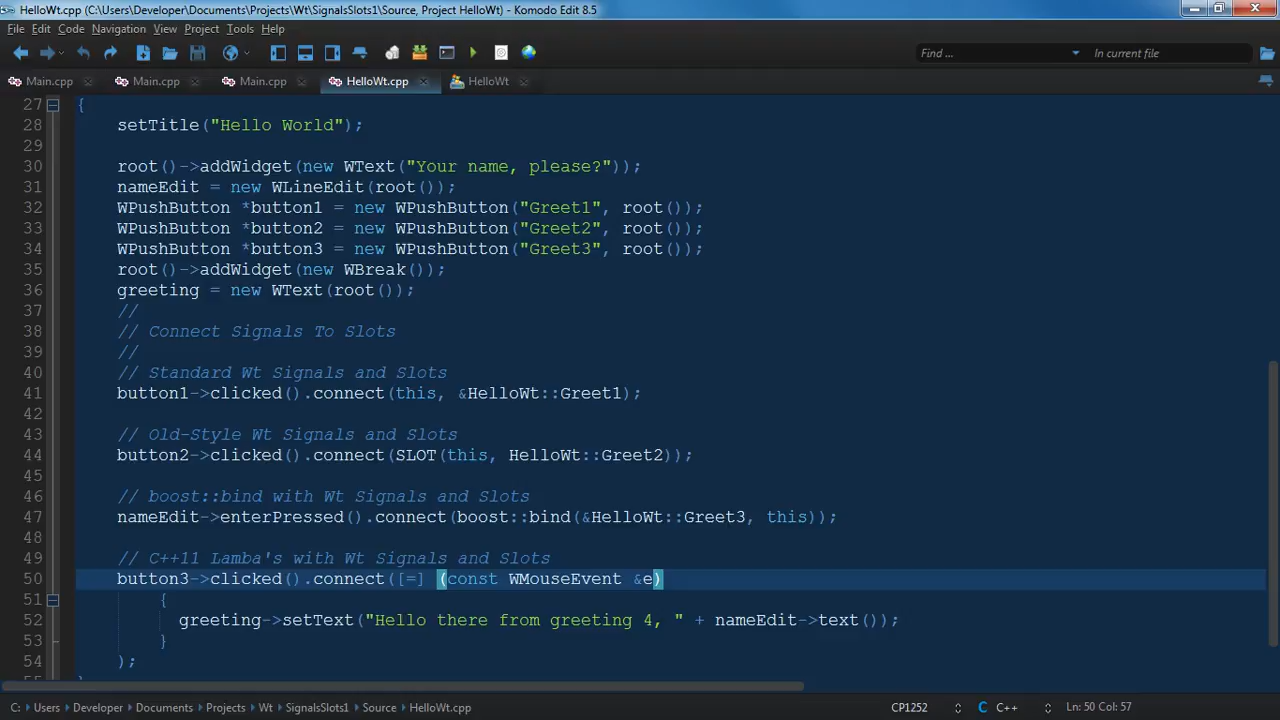 HelloWt.cpp (C:\Users\Developer\Documents\Projects\Wt\SignalsSlots1\Source, Project HelloWt) - Komodo Edit 8.5
File Edit Code Navigation View Project Tools Help
Find ... In current file
Main.cpp Main.cpp Main.cpp HelloWt.cpp HelloWt
27 {
28 setTitle("Hello World");
29
30 root()->addWidget(new WText("Your name, please?"));
31 nameEdit = new WLineEdit(root());
32 WPushButton *button1 = new WPushButton("Greet1", root());
33 WPushButton *button2 = new WPushButton("Greet2", root());
34 WPushButton *button3 = new WPushButton("Greet3", root());
35 root()->addWidget(new WBreak());
36 greeting = new WText(root());
37 //
38 // Connect Signals To Slots
39 //
40 // Standard Wt Signals and Slots
41 button1->clicked().connect(this, &HelloWt::Greet1);
42
43 // Old-Style Wt Signals and Slots
44 button2->clicked().connect(SLOT(this, HelloWt::Greet2));
45
46 // boost::bind with Wt Signals and Slots
47 nameEdit->enterPressed().connect(boost::bind(&HelloWt::Greet3, this));
48
49 // C++11 Lamba's with Wt Signals and Slots
50 button3->clicked().connect([=] (const WMouseEvent &e)
51 {
52 greeting->setText("Hello there from greeting 4, " + nameEdit->text());
53 }
54 );
55 }
C: Users Developer Documents Projects Wt SignalsSlots1 Source HelloWt.cpp CP1252 C++ Ln: 50 Col: 57